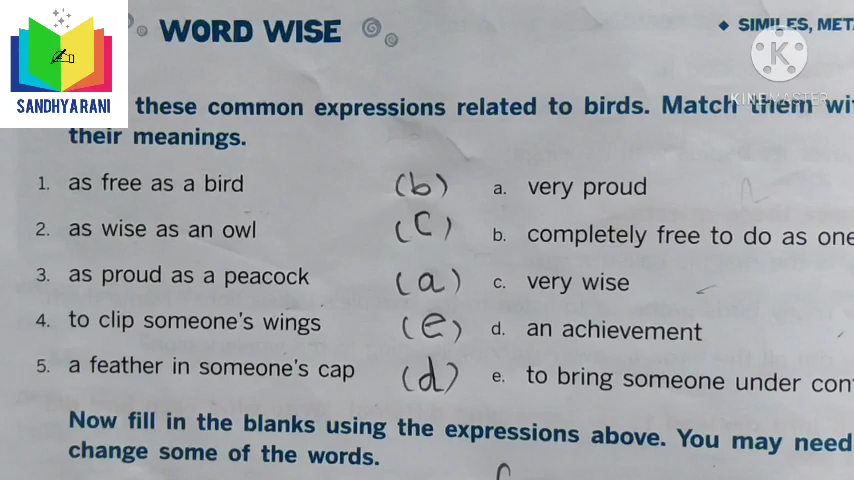 WORD WISE
SIMILES, META
KINEMASTER
SANDHYARANI
these common expressions related to birds. Match them wi
their meanings.
1. as free as a bird (b) a. very proud
2. as wise as an owl (c) b. completely free to do as one
3. as proud as a peacock (a) c. very wise
4. to clip someone's wings (e) d. an achievement
5. a feather in someone's cap (d) e. to bring someone under con
Now fill in the blanks using the expressions above. You may need
change some of the words.